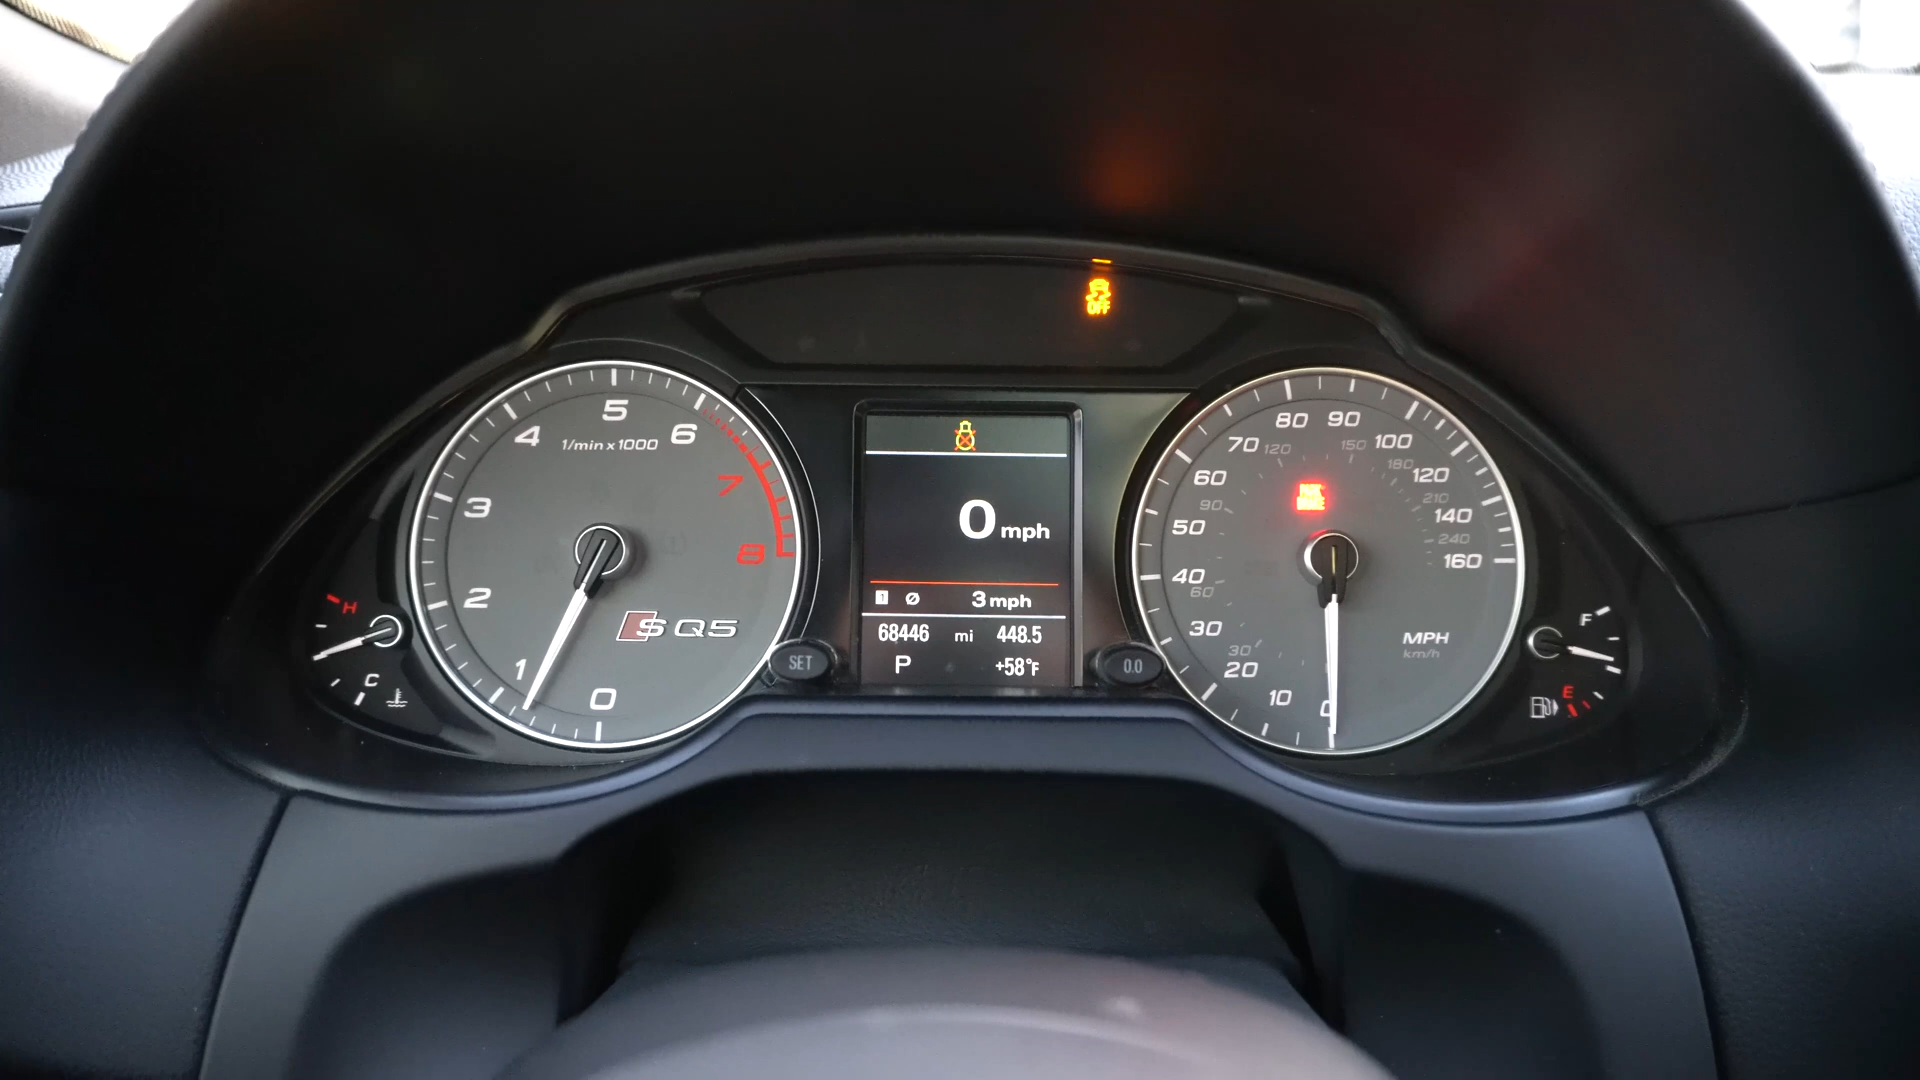 OFF
5
4
6
1/min x 1000
3
7
8
2
1
0
S Q5
H
C
0 mph
1 Ø 3 mph
68446 mi 448.5
P +58°F
SET
0.0
80 90
70 120 150 100
180
60 120
90 210
50 140
240
40 160
60
30
30
20
10
0
MPH
km/h
F
E